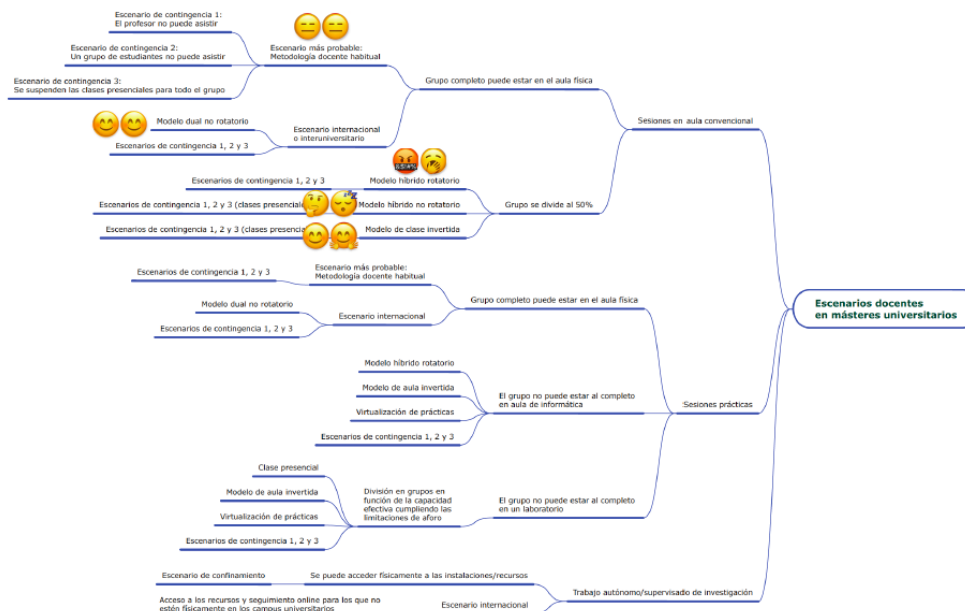 Escenario de contingencia 1:
El profesor no puede asistir
Escenario de contingencia 2:
Un grupo de estudiantes no puede asistir
Escenario de contingencia 3:
Se suspenden las clases presenciales para todo el grupo
Escenario más probable:
Metodología docente habitual
Grupo completo puede estar en el aula física
Modelo dual no rotatorio
Escenarios de contingencia 1, 2 y 3
Escenario internacional
o interuniversitario
Sesiones en aula convencional
Escenarios de contingencia 1, 2 y 3
Modelo híbrido rotatorio
Escenarios de contingencia 1, 2 y 3 (clases presenciale
Modelo híbrido no rotatorio
Grupo se divide al 50%
Escenarios de contingencia 1, 2 y 3 (clases presencia
Modelo de clase invertida
Escenarios de contingencia 1, 2 y 3
Escenario más probable:
Metodología docente habitual
Grupo completo puede estar en el aula física
Modelo dual no rotatorio
Escenarios de contingencia 1, 2 y 3
Escenario internacional
Escenarios docentes
en másteres universitarios
Modelo híbrido rotatorio
Modelo de aula invertida
Virtualización de prácticas
Escenarios de contingencia 1, 2 y 3
El grupo no puede estar al completo
en aula de informática
Sesiones prácticas
Clase presencial
Modelo de aula invertida
Virtualización de prácticas
Escenarios de contingencia 1, 2 y 3
División en grupos en
función de la capacidad
efectiva cumpliendo las
limitaciones de aforo
El grupo no puede estar al completo
en un laboratorio
Escenario de confinamiento
Se puede acceder físicamente a las instalaciones/recursos
Trabajo autónomo/supervisado de investigación
Acceso a los recursos y seguimiento online para los que no
estén físicamente en los campus universitarios
Escenario internacional